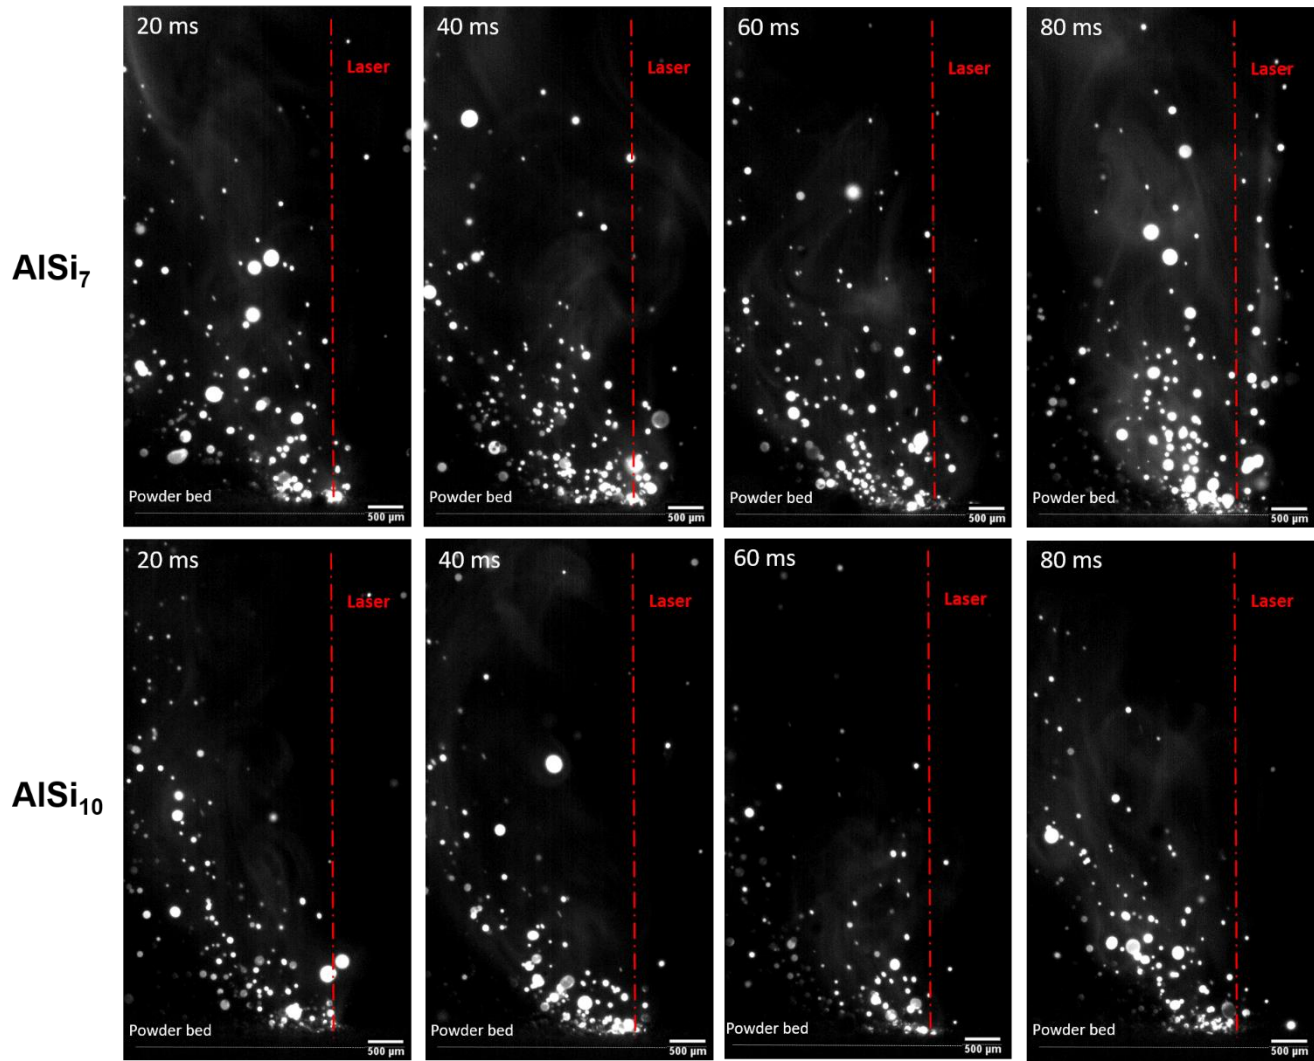 20 ms
40 ms
60 ms
80 ms
Laser
Laser
Laser
Laser
AlSi₇
Powder bed
500 µm
Powder bed
500 µm
Powder bed
500 µm
Powder bed
500 µm
20 ms
40 ms
60 ms
80 ms
Laser
Laser
Laser
Laser
AlSi₁₀
Powder bed
500 µm
Powder bed
500 µm
Powder bed
500 µm
Powder bed
500 µm